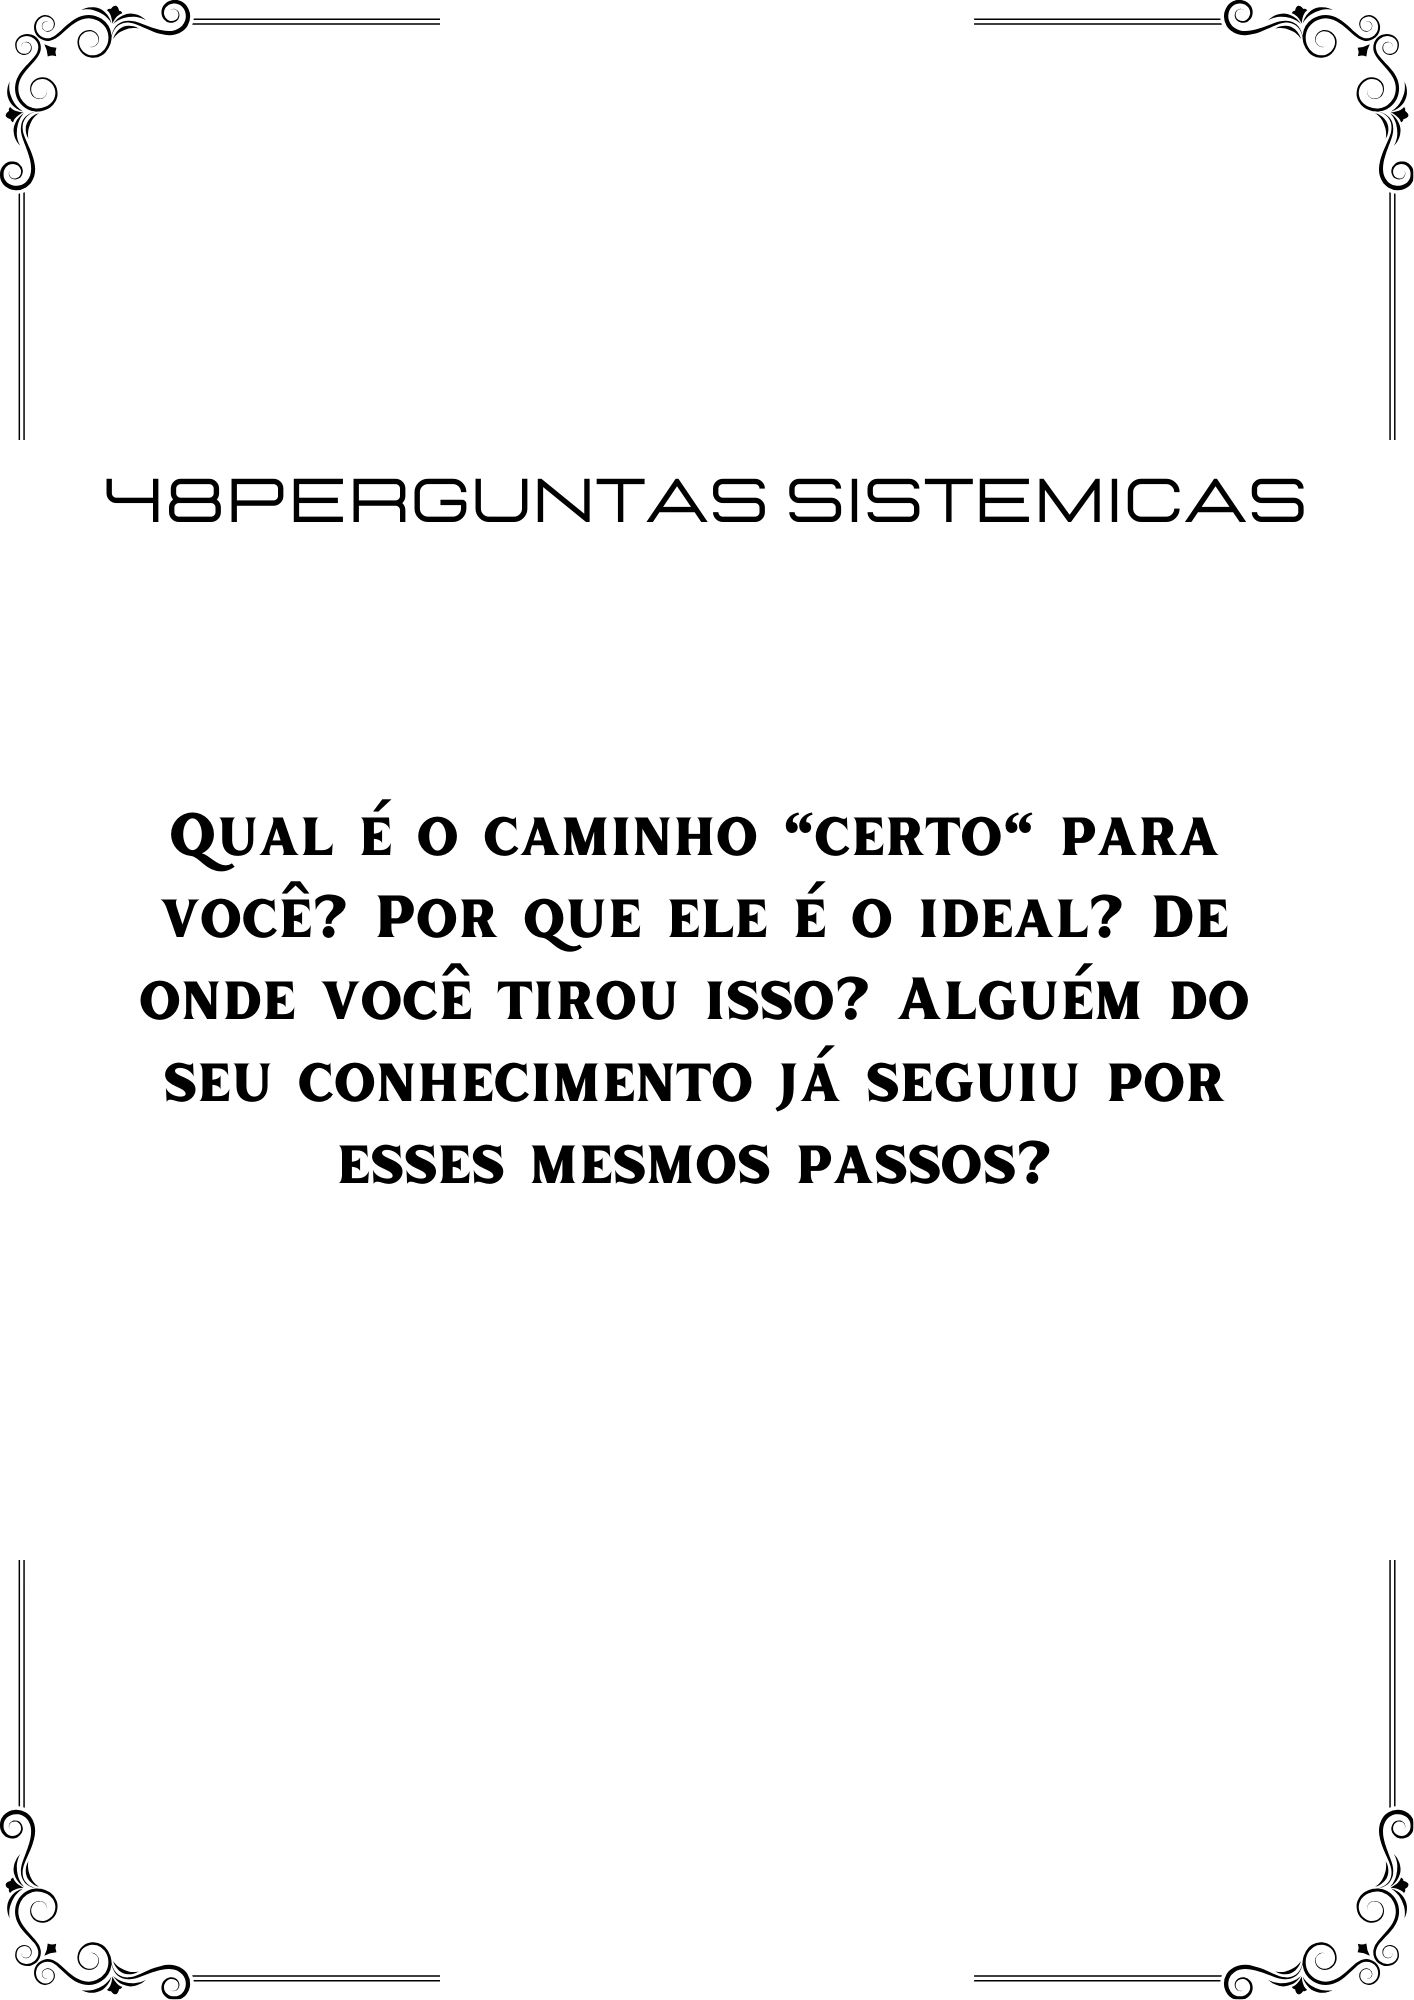 48PERGUNTAS SISTEMICAS
Qual é o caminho “certo“ para
você? Por que ele é o ideal? De
onde você tirou isso? Alguém do
seu conhecimento já seguiu por
esses mesmos passos?